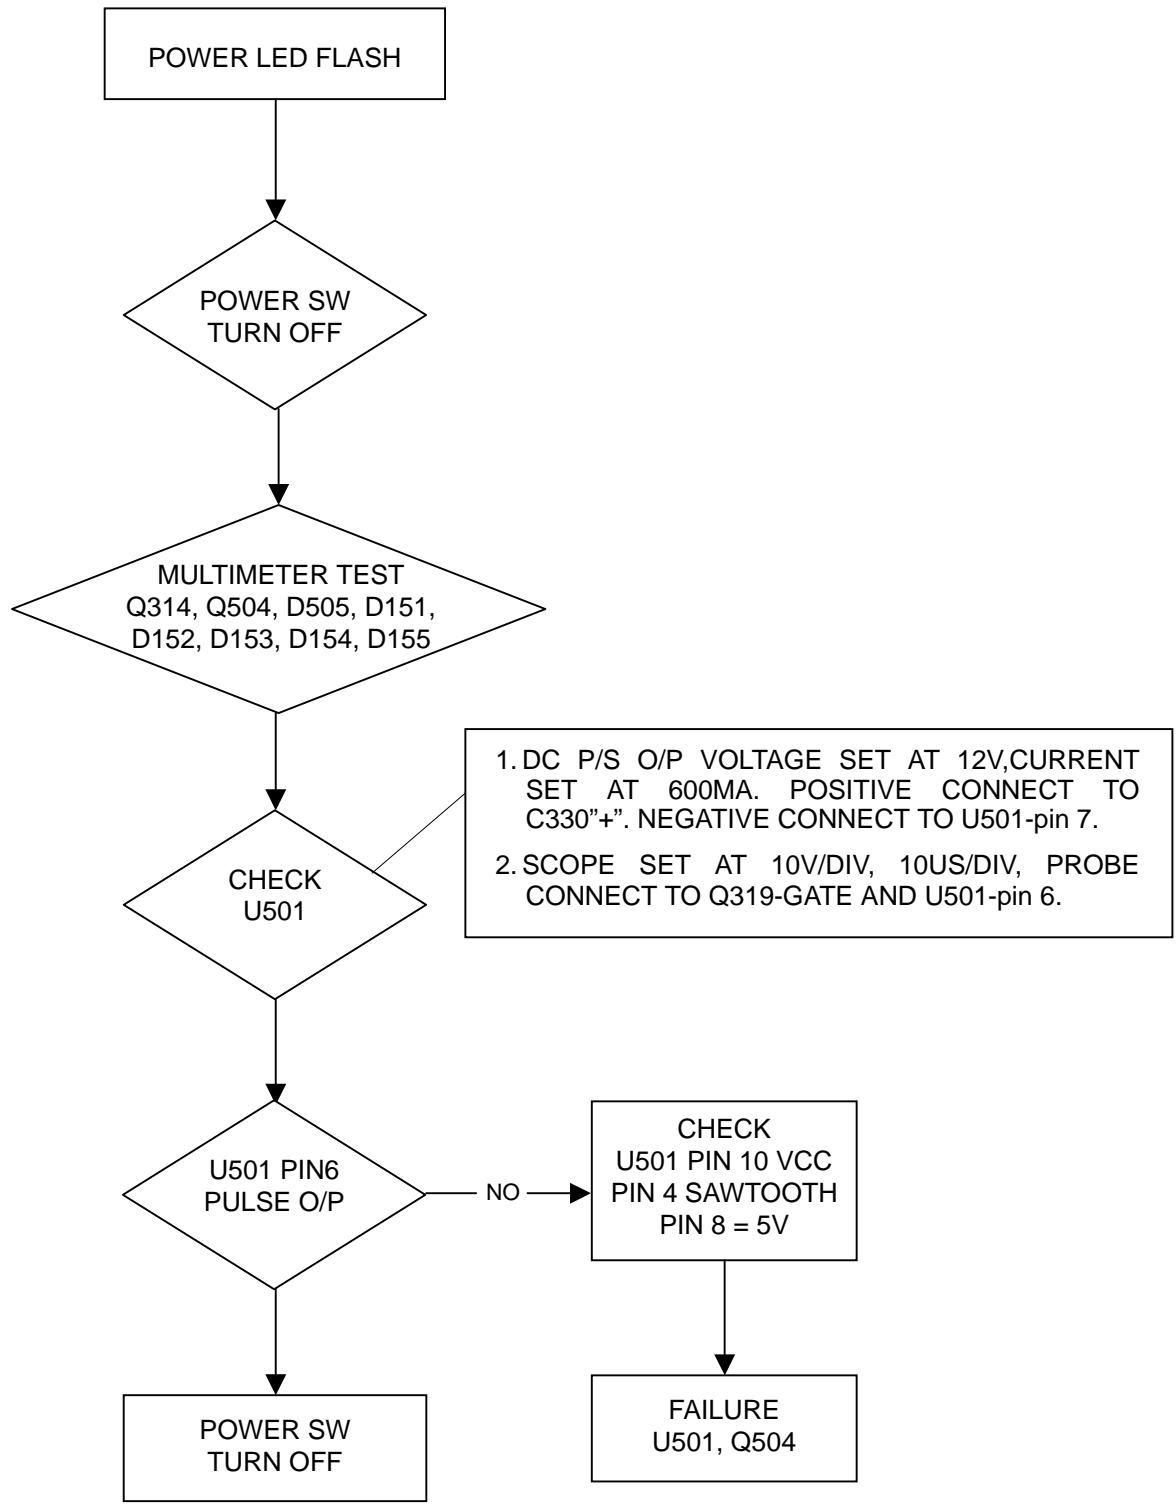 POWER LED FLASH
POWER SW
TURN OFF
MULTIMETER TEST
Q314, Q504, D505, D151,
D152, D153, D154, D155
1. DC P/S O/P VOLTAGE SET AT 12V,CURRENT
SET AT 600MA. POSITIVE CONNECT TO
C330”+”. NEGATIVE CONNECT TO U501-pin 7.
2. SCOPE SET AT 10V/DIV, 10US/DIV, PROBE
CONNECT TO Q319-GATE AND U501-pin 6.
CHECK
U501
U501 PIN6
PULSE O/P
NO
CHECK
U501 PIN 10 VCC
PIN 4 SAWTOOTH
PIN 8 = 5V
POWER SW
TURN OFF
FAILURE
U501, Q504